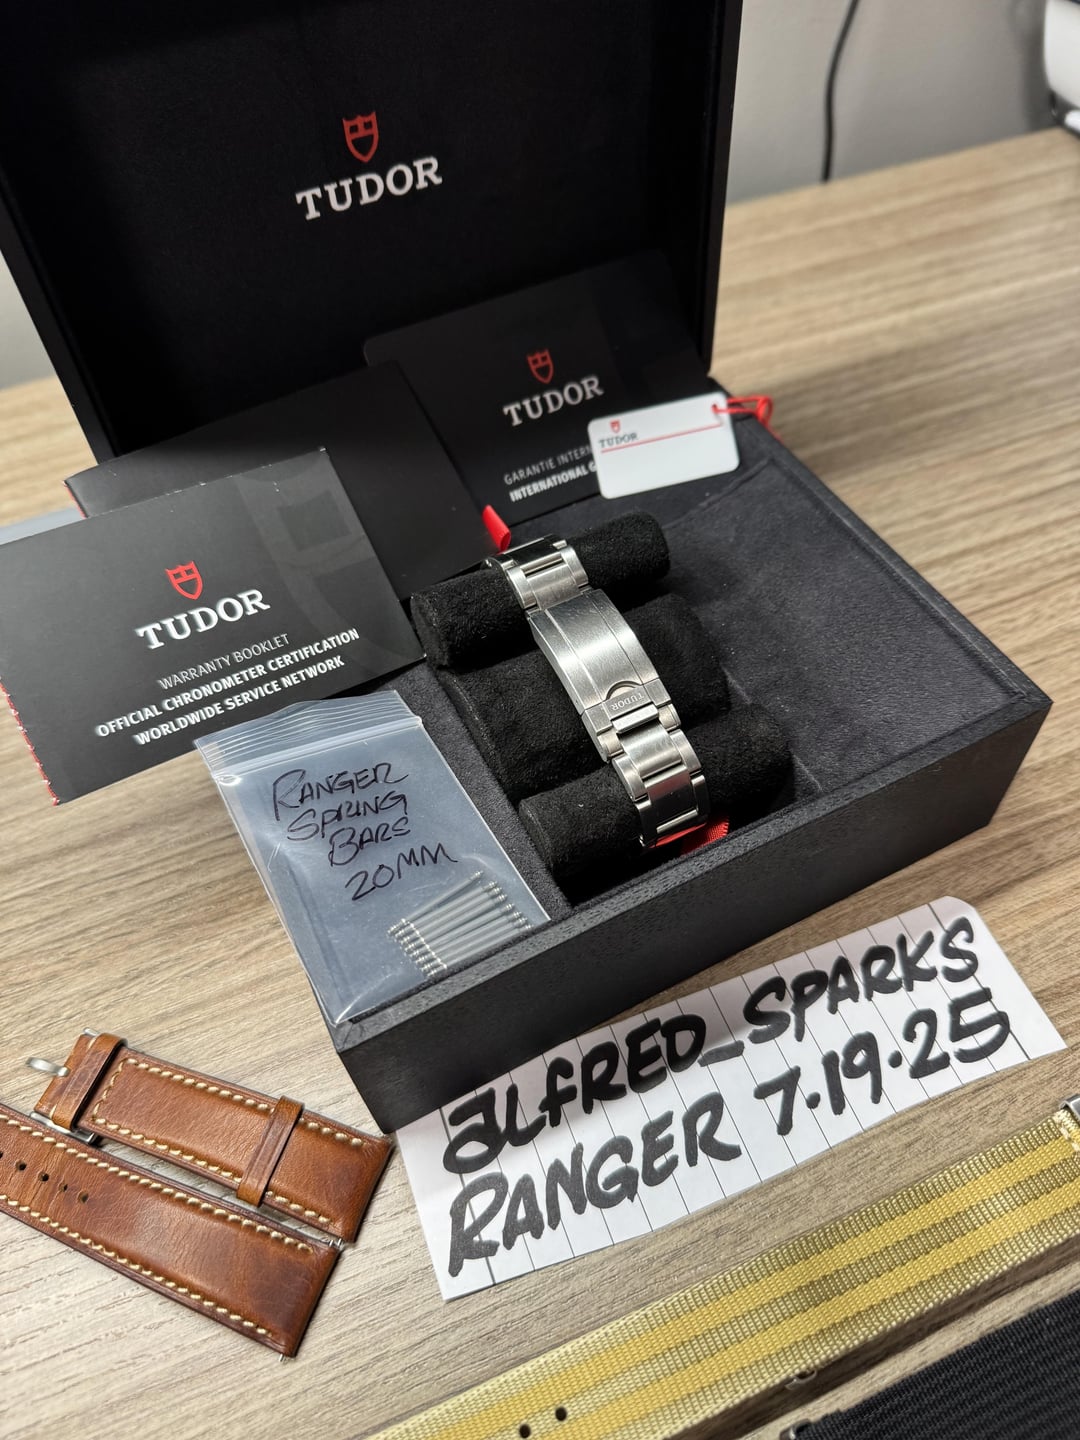 TUDOR
TUDOR
GARANTIE
INTERNATIONAL
TUDOR
TUDOR
WARRANTY BOOKLET
OFFICIAL CHRONOMETER CERTIFICATION
WORLDWIDE SERVICE NETWORK
TUDOR
RANGER
SPRING
BARS
20MM
ALFRED_SPARKS
RANGER 7.19.25